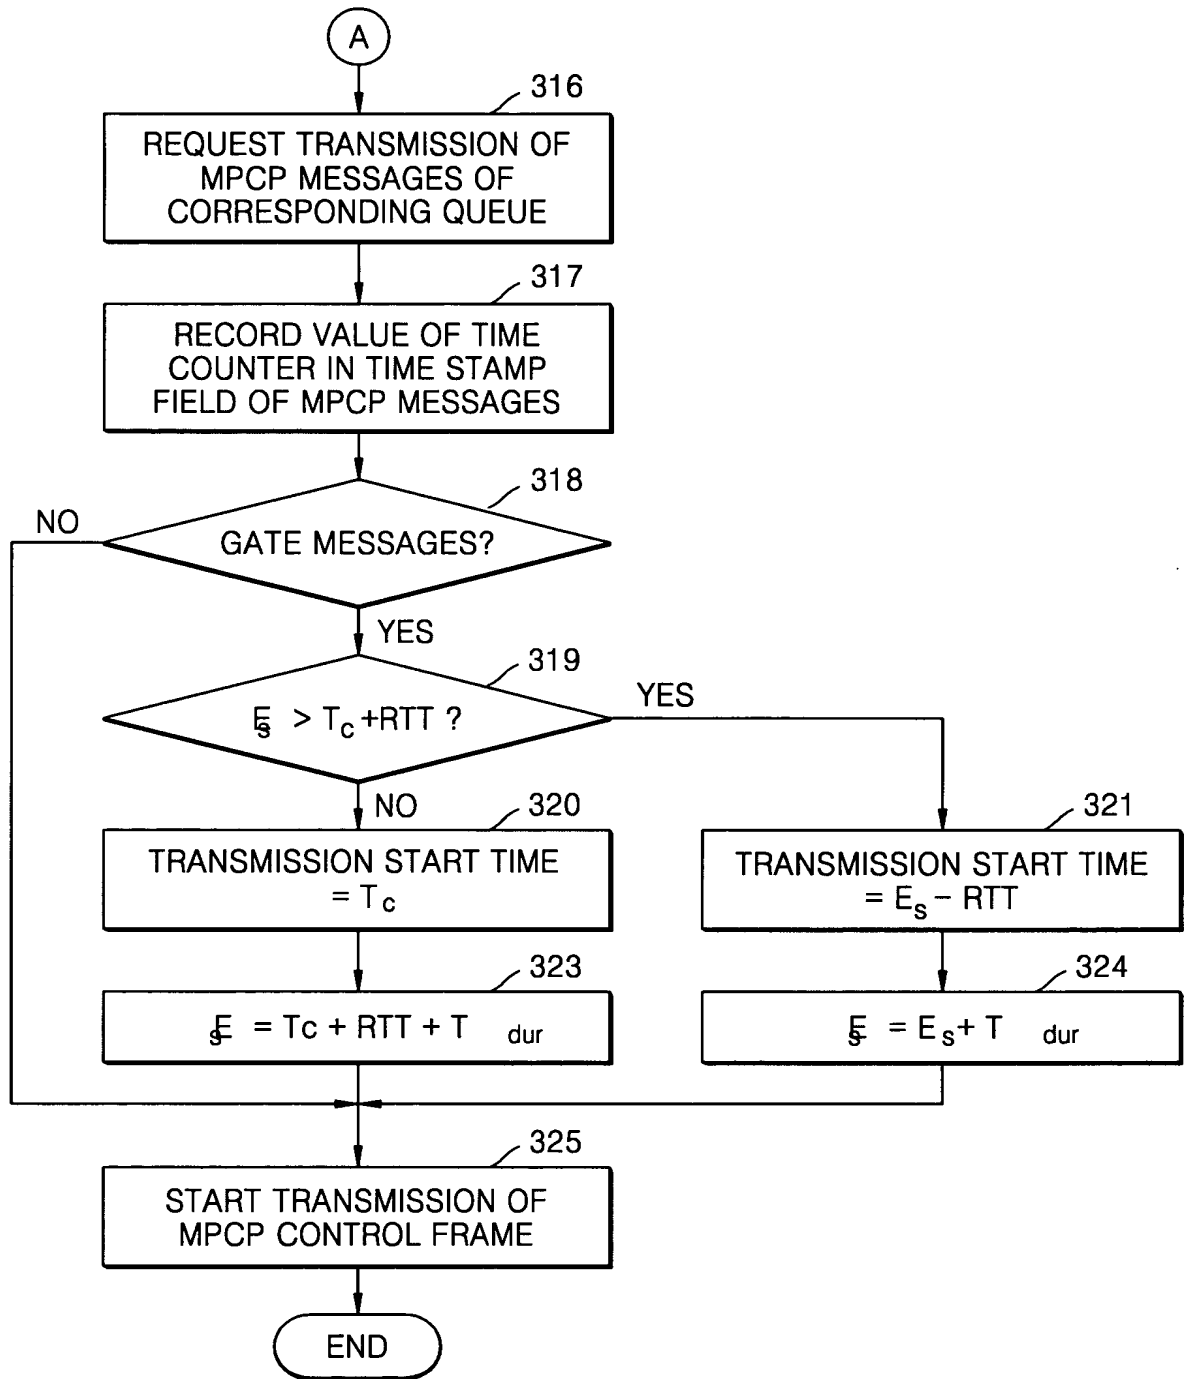 A
316
REQUEST TRANSMISSION OF
MPCP MESSAGES OF
CORRESPONDING QUEUE
317
RECORD VALUE OF TIME
COUNTER IN TIME STAMP
FIELD OF MPCP MESSAGES
318
NO
GATE MESSAGES?
YES
319
Es > Tc +RTT ?
YES
NO
320
TRANSMISSION START TIME
= Tc
321
TRANSMISSION START TIME
= Es – RTT
323
Es = Tc + RTT + T dur
324
Es = Es + T dur
325
START TRANSMISSION OF
MPCP CONTROL FRAME
END